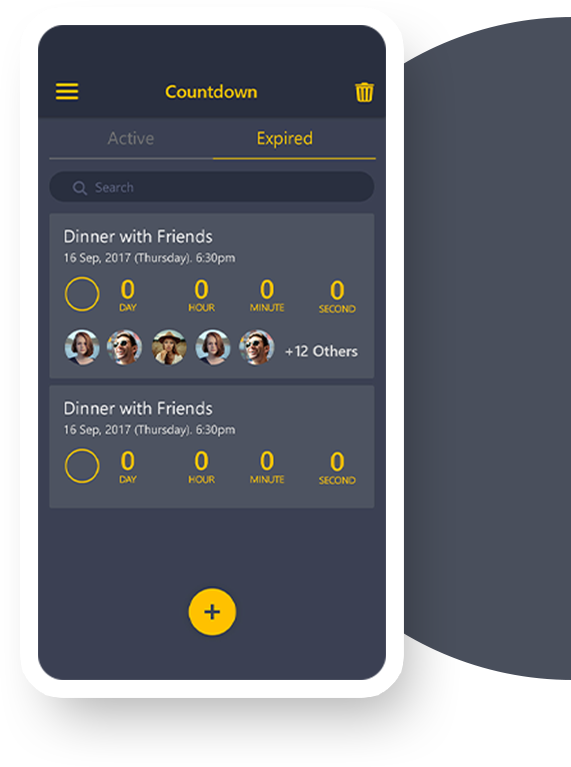 Countdown
Active Expired
Search
Dinner with Friends
16 Sep, 2017 (Thursday). 6:30pm
0 0 0 0
DAY HOUR MINUTE SECOND
+12 Others
Dinner with Friends
16 Sep, 2017 (Thursday). 6:30pm
0 0 0 0
DAY HOUR MINUTE SECOND
+